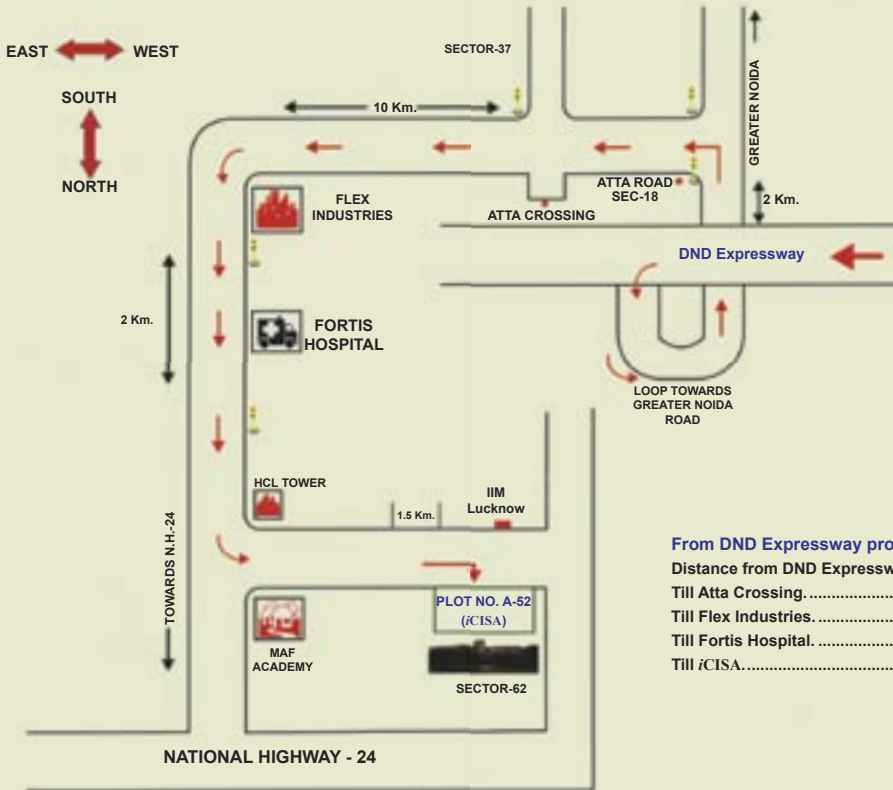 EAST WEST
SOUTH
NORTH
SECTOR-37
10 Km.
GREATER NOIDA
FLEX
INDUSTRIES
ATTA ROAD
SEC-18
ATTA CROSSING
2 Km.
DND Expressway
2 Km.
FORTIS
HOSPITAL
LOOP TOWARDS
GREATER NOIDA
ROAD
HCL TOWER
1.5 Km.
IIM
Lucknow
TOWARDS N.H.-24
PLOT NO. A-52
(iCISA)
MAF
ACADEMY
SECTOR-62
NATIONAL HIGHWAY - 24
From DND Expressway
Distance from DND
Till Atta Crossing.
Till Flex Industries.
Till Fortis Hospital.
Till iCISA.